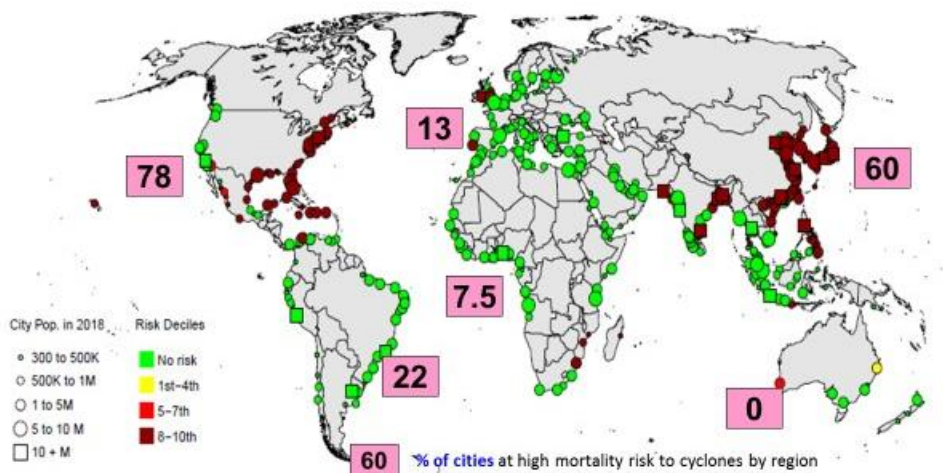 13
78
60
7.5
22
0
City Pop. in 2018 Risk Deciles
300 to 500K No risk
500K to 1M 1st-4th
1 to 5M 5-7th
5 to 10 M 8-10th
10 + M
60 % of cities at high mortality risk to cyclones by region